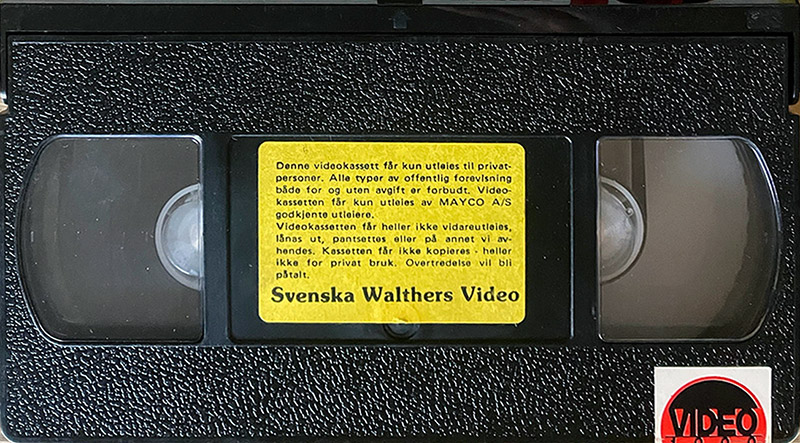 Denne videokassett får kun utleies til privat-
personer. Alle typer av offentlig forevisning
både for og uten avgift er forbudt. Video-
kassetten får kun utleies av MAYCO A/S
godkjente utleiere.
Videokassetten får heller ikke vidareutleies,
lånas ut, pantsettes eller på annet vi av-
hendes. Kassetten får ikke kopieres - heller
ikke for privat bruk. Overtredelse vil bli
påtalt.
Svenska Walthers Video
VIDEO